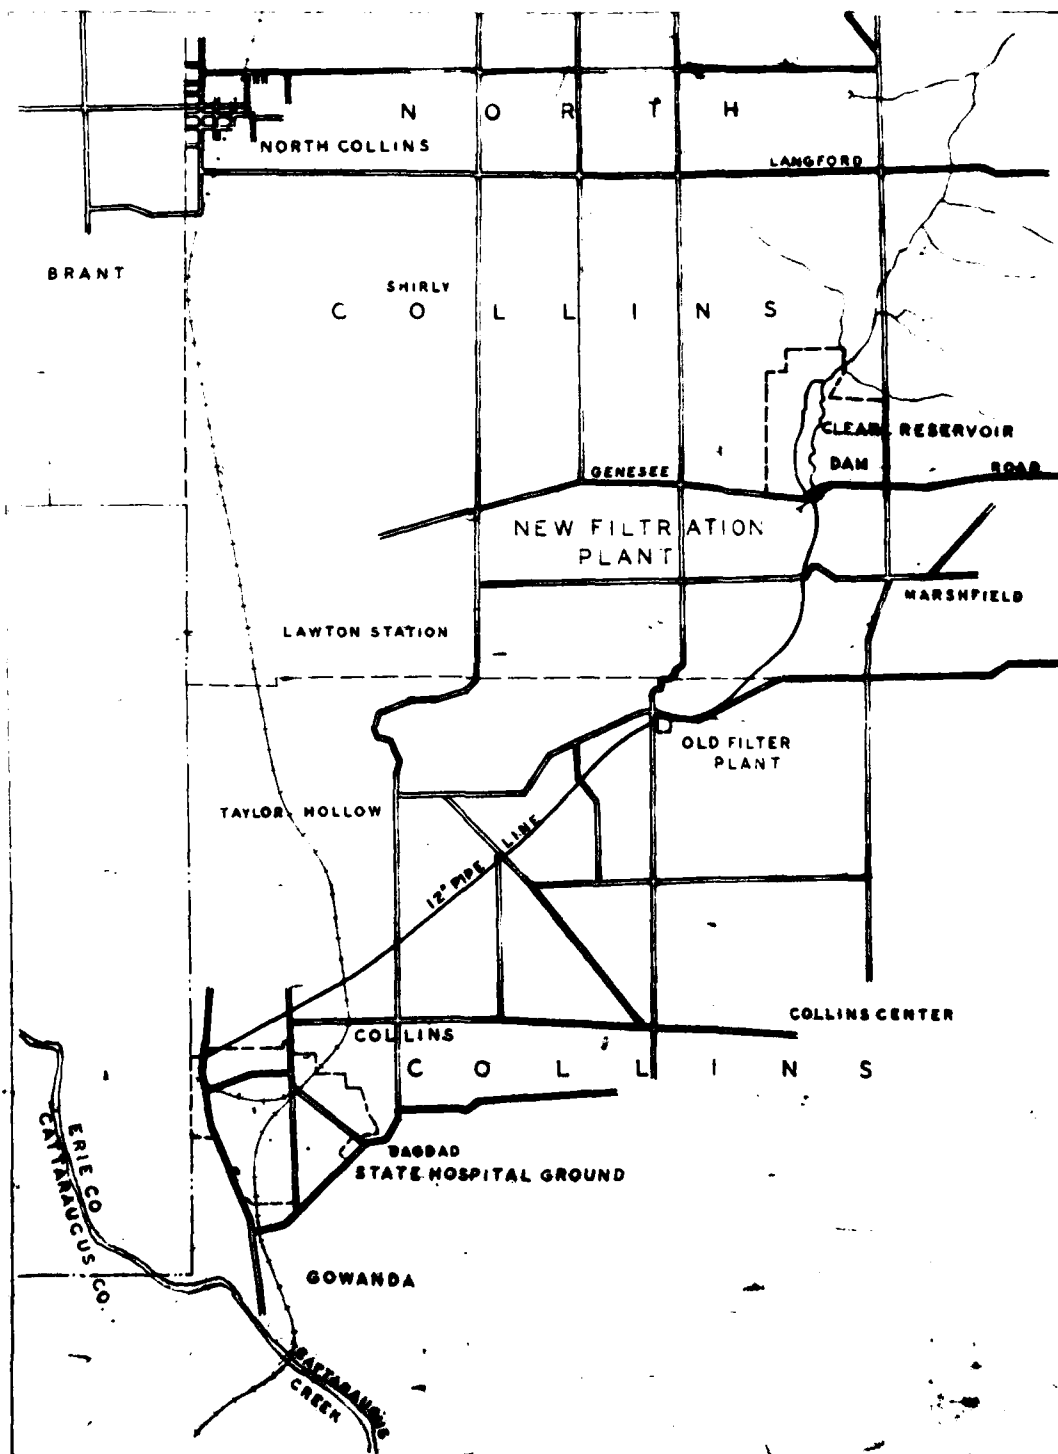 N O R T H
NORTH COLLINS
LANGFORD
BRANT
SHIRLY
C O L L I N S
CLEAR RESERVOIR
DAM
GENESEE
ROAD
NEW FILTRATION
PLANT
MARSHFIELD
LAWTON STATION
OLD FILTER
PLANT
TAYLOR HOLLOW
12" PIPE LINE
COLLINS CENTER
COLLINS
C O L L I N S
BAGDAD
STATE HOSPITAL GROUND
ERIE CO
CATTARAUGUS CO.
GOWANDA
CATTARAUGUS
CREEK